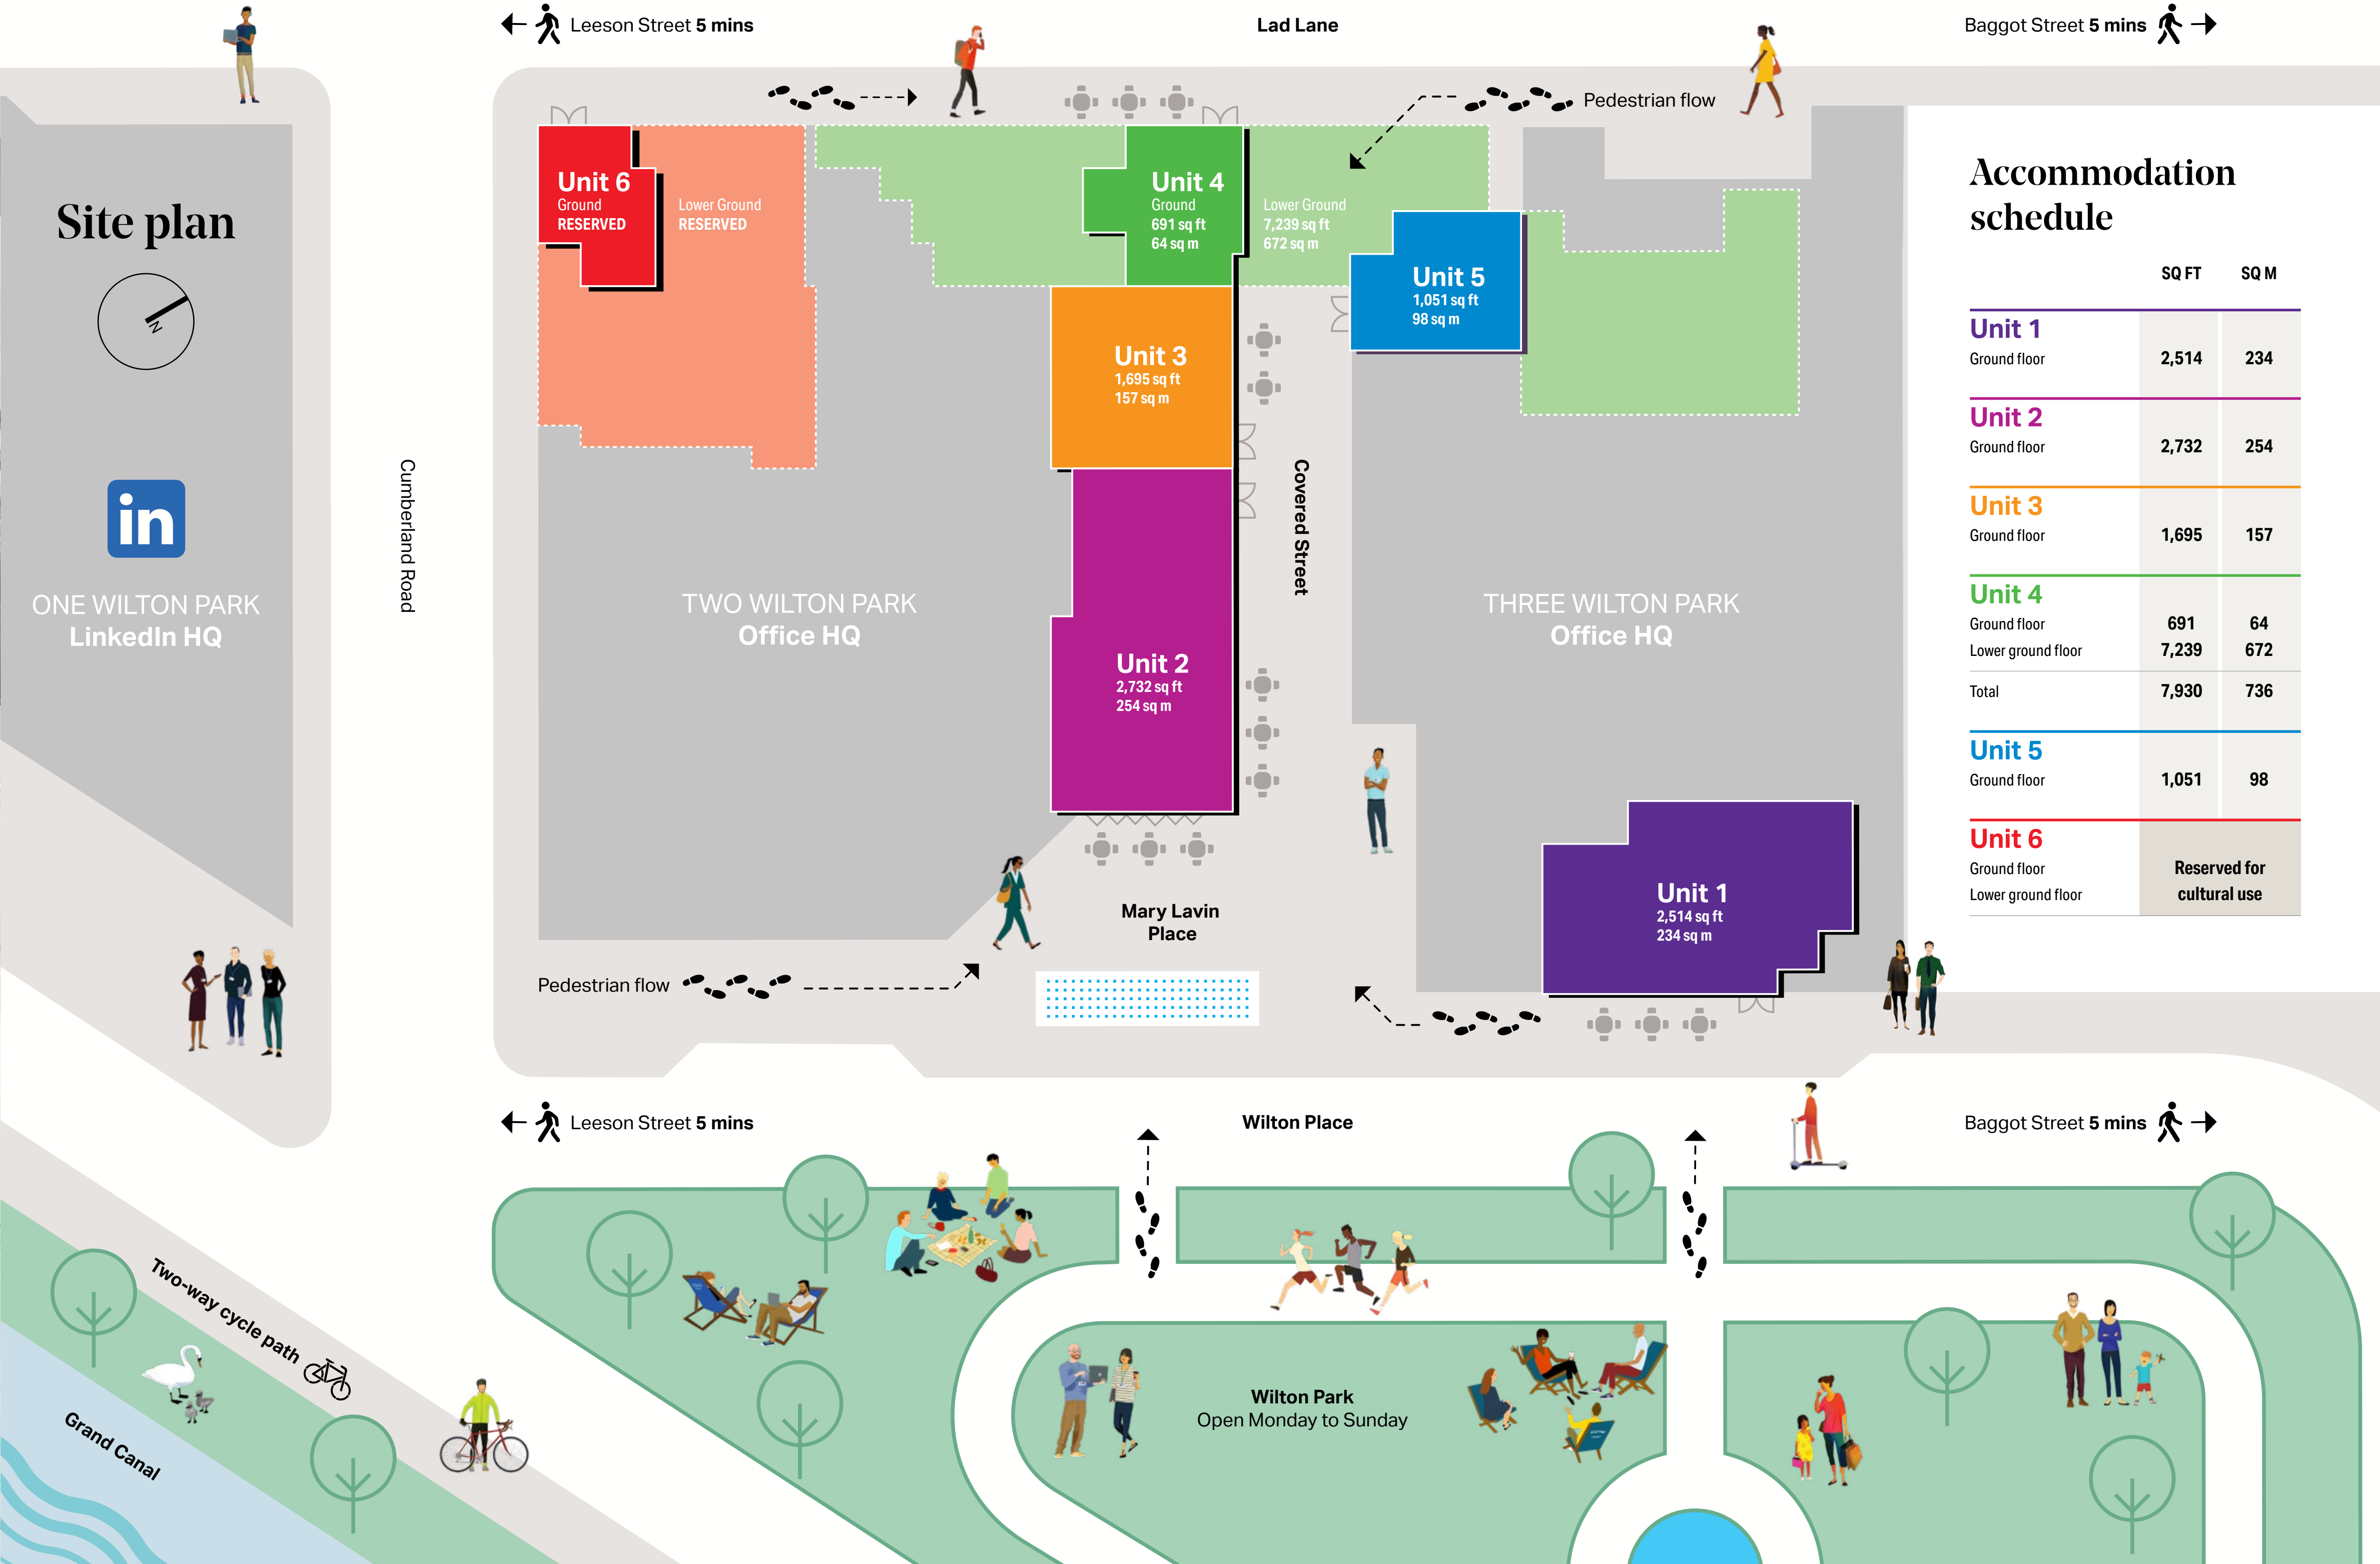 Leeson Street 5 mins
Lad Lane
Baggot Street 5 mins
Pedestrian flow
Site plan
N
in
ONE WILTON PARK
LinkedIn HQ
Cumberland Road
Unit 6
Ground
RESERVED
Lower Ground
RESERVED
Unit 4
Ground
691 sq ft
64 sq m
Lower Ground
7,239 sq ft
672 sq m
Unit 5
1,051 sq ft
98 sq m
Unit 3
1,695 sq ft
157 sq m
Covered Street
TWO WILTON PARK
Office HQ
THREE WILTON PARK
Office HQ
Unit 2
2,732 sq ft
254 sq m
Unit 1
2,514 sq ft
234 sq m
Mary Lavin
Place
Pedestrian flow
Accommodation
schedule
SQ FT SQ M
Unit 1
Ground floor 2,514 234
Unit 2
Ground floor 2,732 254
Unit 3
Ground floor 1,695 157
Unit 4
Ground floor 691 64
Lower ground floor 7,239 672
Total 7,930 736
Unit 5
Ground floor 1,051 98
Unit 6
Ground floor
Lower ground floor
Reserved for
cultural use
Leeson Street 5 mins
Wilton Place
Baggot Street 5 mins
Two-way cycle path
Grand Canal
Wilton Park
Open Monday to Sunday